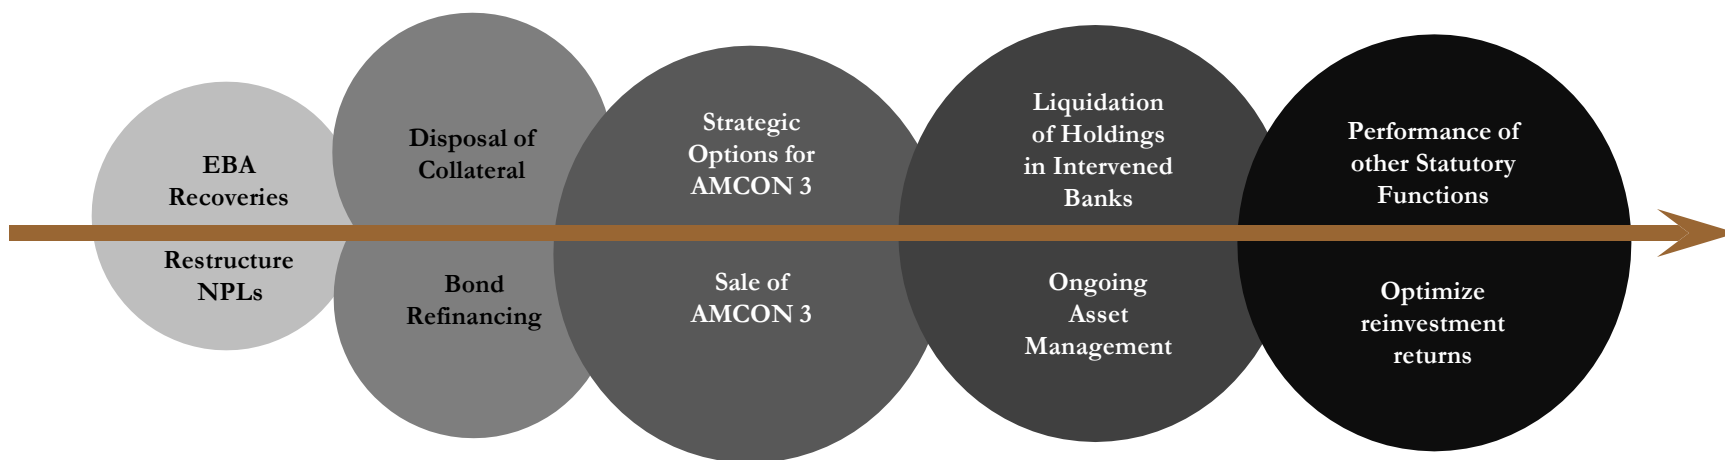 EBA
Recoveries
Restructure
NPLs
Disposal of
Collateral
Bond
Refinancing
Strategic
Options for
AMCON 3
Sale of
AMCON 3
Liquidation
of Holdings
in Intervened
Banks
Ongoing
Asset
Management
Performance of
other Statutory
Functions
Optimize
reinvestment
returns